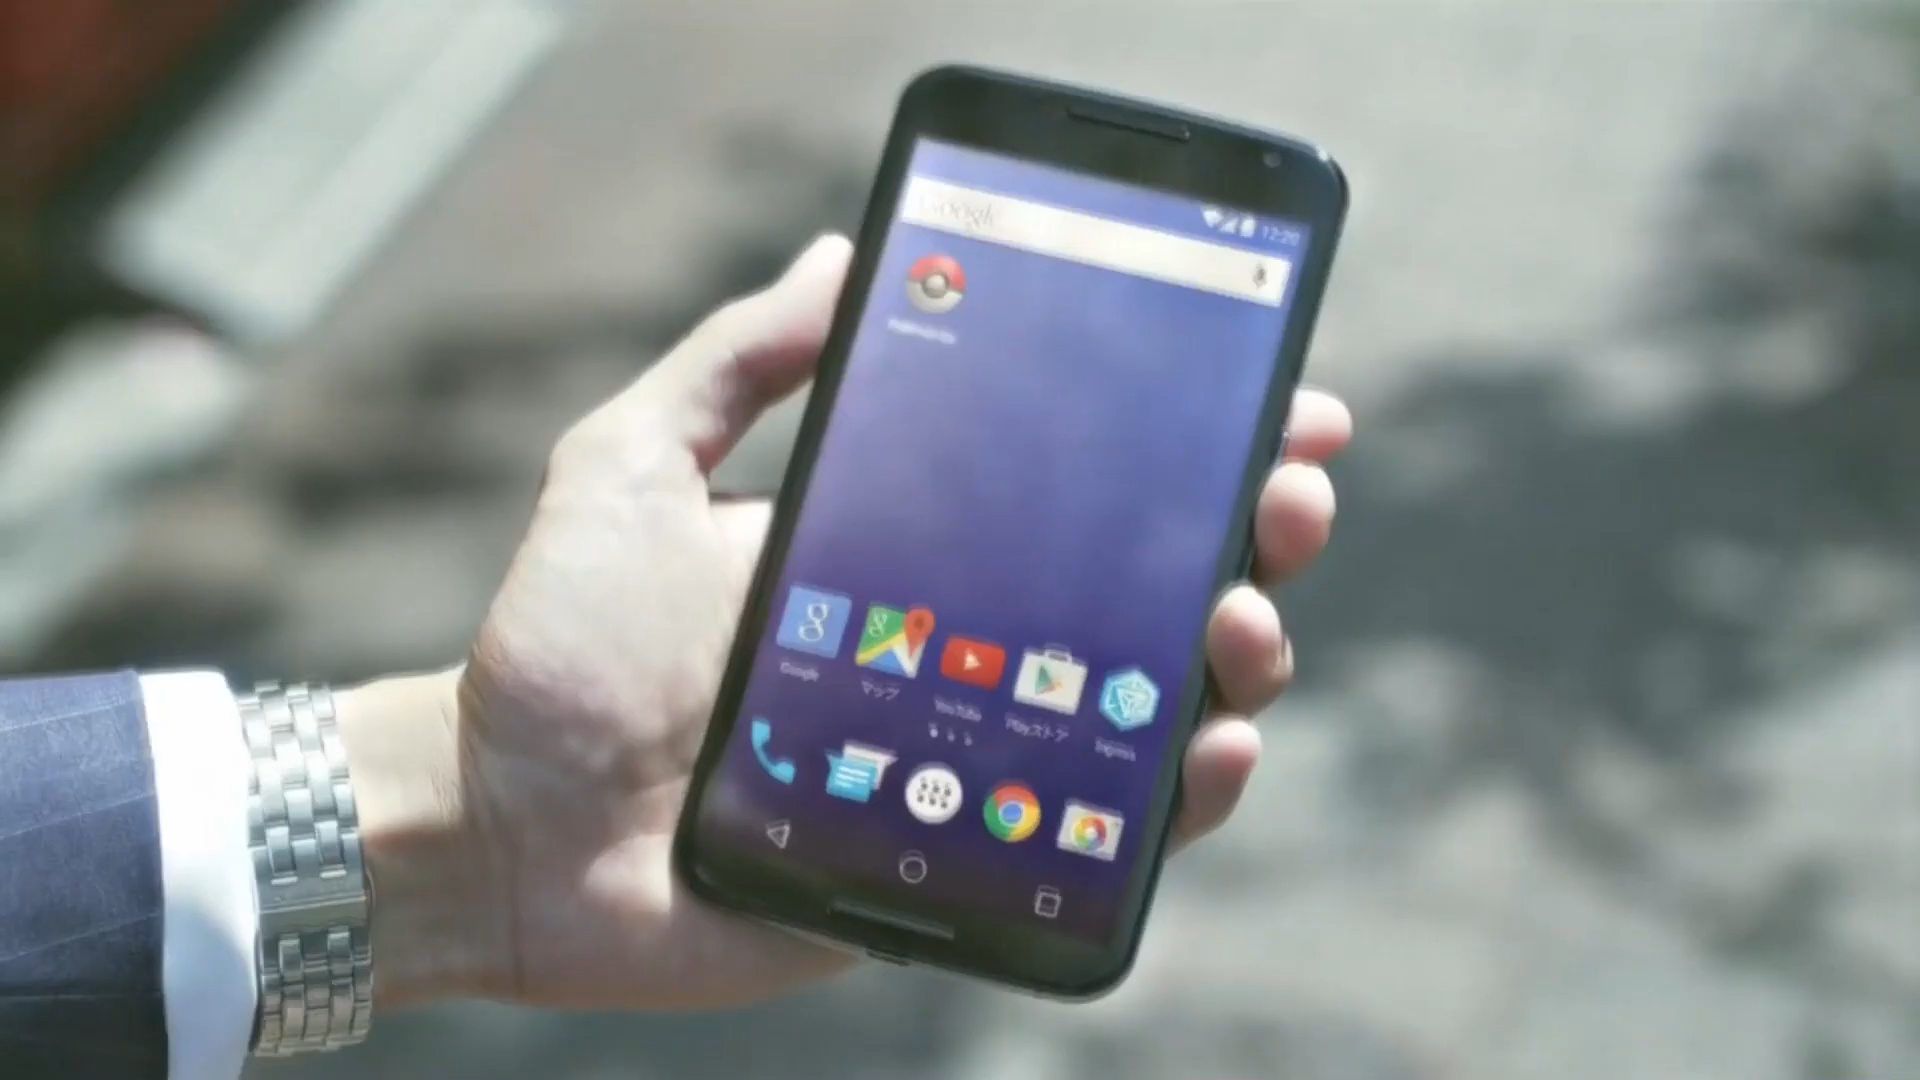 12:20
Google
Google
マップ
YouTube
Playストア
Ingress